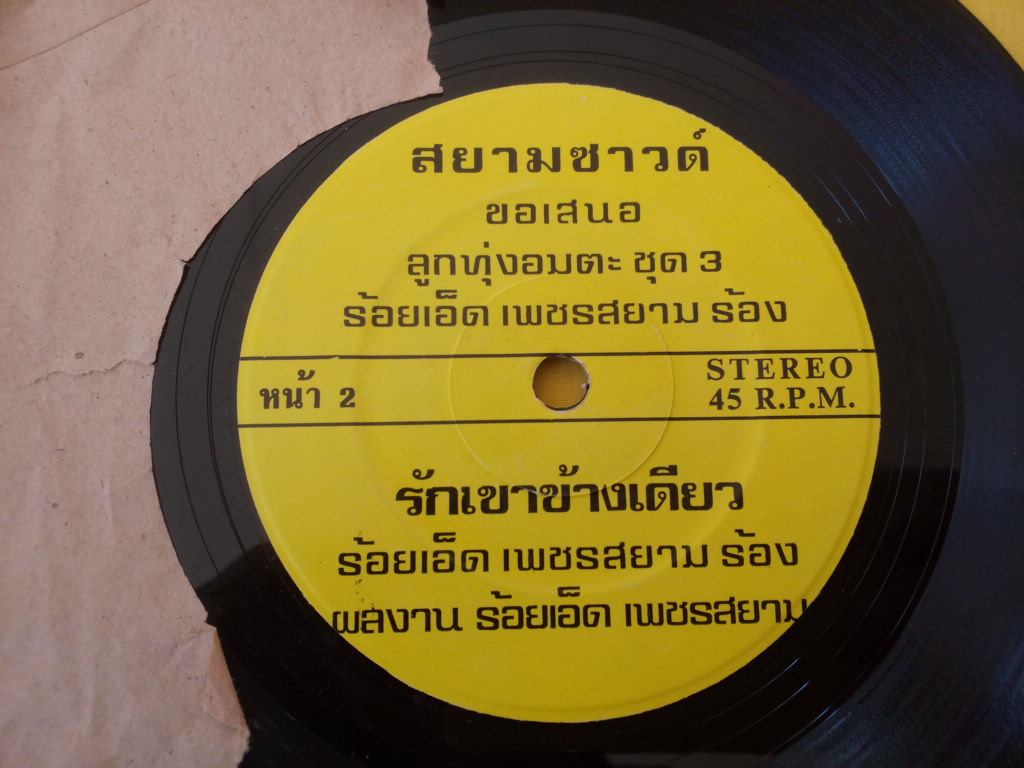 สยามซาวด์
ขอเสนอ
ลูกทุ่งอมตะ ชุด 3
ร้อยเอ็ด เพชรสยาม ร้อง
หน้า 2
STEREO
45 R.P.M.
รักเขาข้างเดียว
ร้อยเอ็ด เพชรสยาม ร้อง
ผลงาน ร้อยเอ็ด เพชรสยาม